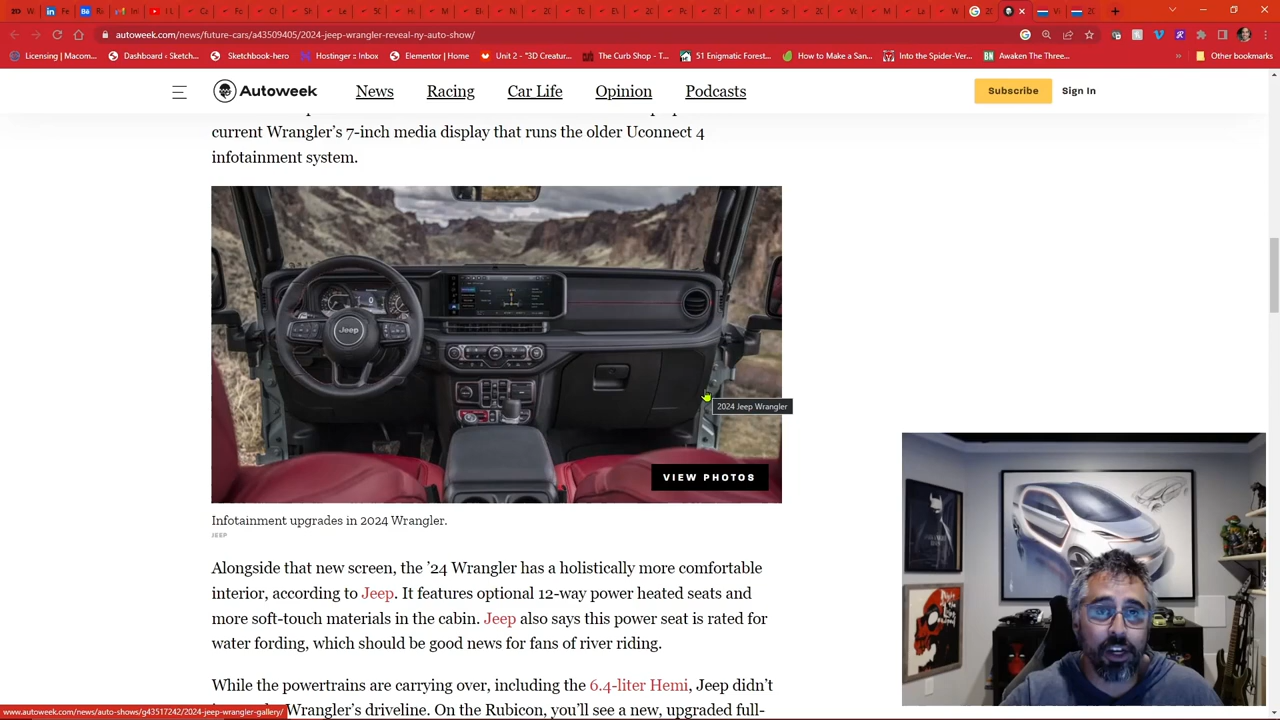 autoweek.com/news/future-cars/a43509405/2024-jeep-wrangler-reveal-ny-auto-show/
Licensing | Macom...
Dashboard ‹ Sketch...
Sketchbook-hero
Hostinger :: Inbox
Elementor | Home
Unit 2 - "3D Creatur...
The Curb Shop - T...
51 Enigmatic Forest...
How to Make a San...
Into the Spider-Ver...
Awaken The Three...
Other bookmarks
Autoweek
News
Racing
Car Life
Opinion
Podcasts
Subscribe
Sign In
current Wrangler's 7-inch media display that runs the older Uconnect 4
infotainment system.
Jeep
2024 Jeep Wrangler
VIEW PHOTOS
Infotainment upgrades in 2024 Wrangler.
JEEP
Alongside that new screen, the ’24 Wrangler has a holistically more comfortable
interior, according to Jeep. It features optional 12-way power heated seats and
more soft-touch materials in the cabin. Jeep also says this power seat is rated for
water fording, which should be good news for fans of river riding.
While the powertrains are carrying over, including the 6.4-liter Hemi, Jeep didn’t
Wrangler’s driveline. On the Rubicon, you’ll see a new, upgraded full-
www.autoweek.com/news/auto-shows/g43517242/2024-jeep-wrangler-gallery/